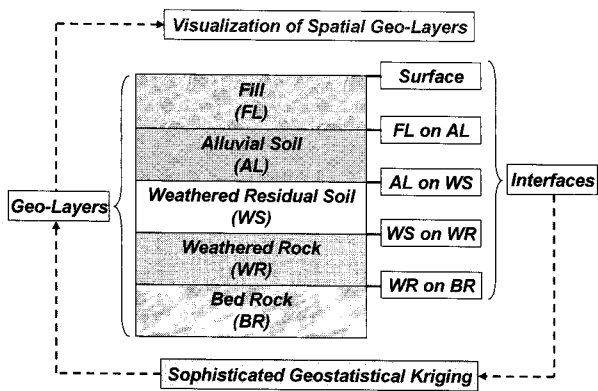 Visualization of Spatial Geo-Layers
Surface
Fill
(FL)
FL on AL
Alluvial Soil
(AL)
AL on WS
Geo-Layers
Weathered Residual Soil
(WS)
Interfaces
WS on WR
Weathered Rock
(WR)
WR on BR
Bed Rock
(BR)
Sophisticated Geostatistical Kriging